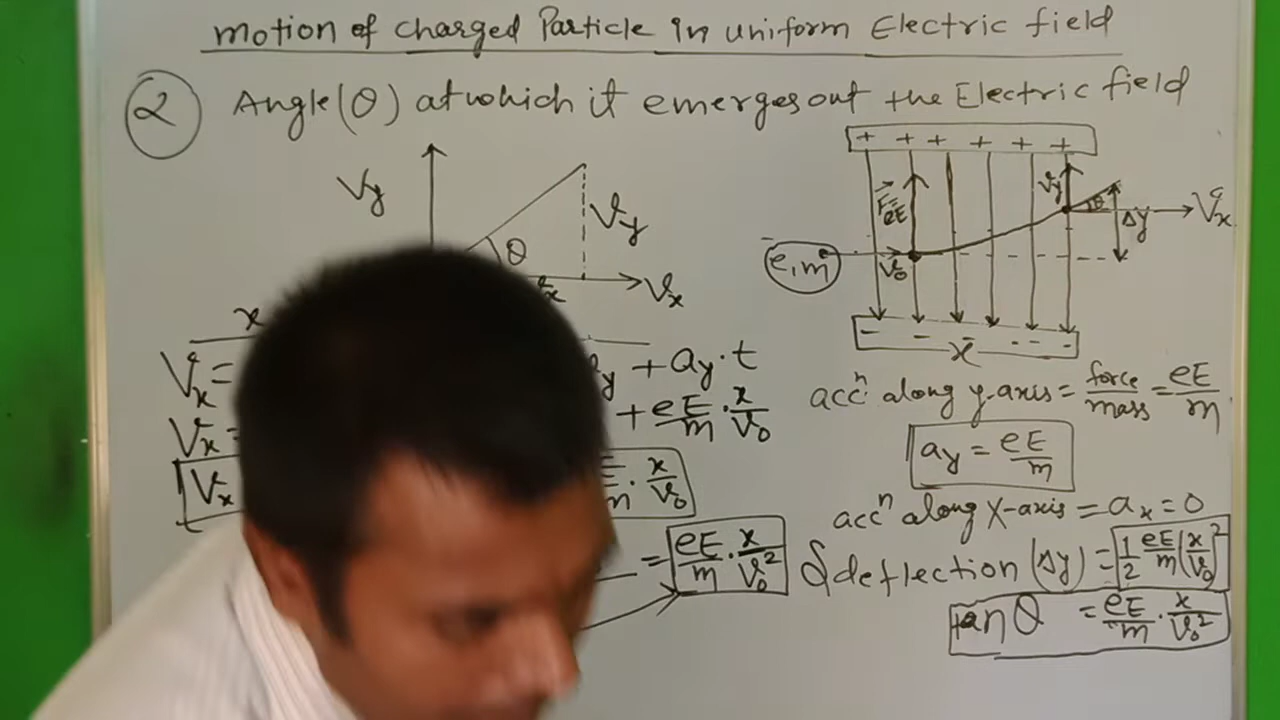 motion of charged Particle in uniform Electric field
2 Angle (θ) at which it emerges out the Electric field
Vy
θ
Vy
Vx
x
Vx =
y + ay · t
Vx =
+ eE/m · x/V₀
Vx
E/m · x/V₀
= eE/m · x/V₀²
+ + + + + +
F = eE
Vy
θ
Vx
Δy
e, m
V₀
- - - - - -
x
accⁿ along y-axis = force/mass = eE/m
ay = eE/m
accⁿ along X-axis = ax = 0
deflection (Δy) = 1/2 eE/m (x/V₀)²
tan θ = eE/m · x/V₀²